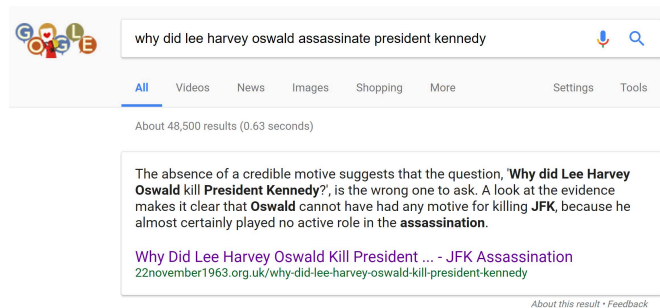 GOOGLE
why did lee harvey oswald assassinate president kennedy
All Videos News Images Shopping More Settings Tools
About 48,500 results (0.63 seconds)
The absence of a credible motive suggests that the question, 'Why did Lee Harvey
Oswald kill President Kennedy?', is the wrong one to ask. A look at the evidence
makes it clear that Oswald cannot have had any motive for killing JFK, because he
almost certainly played no active role in the assassination.
Why Did Lee Harvey Oswald Kill President ... - JFK Assassination
22november1963.org.uk/why-did-lee-harvey-oswald-kill-president-kennedy
About this result • Feedback